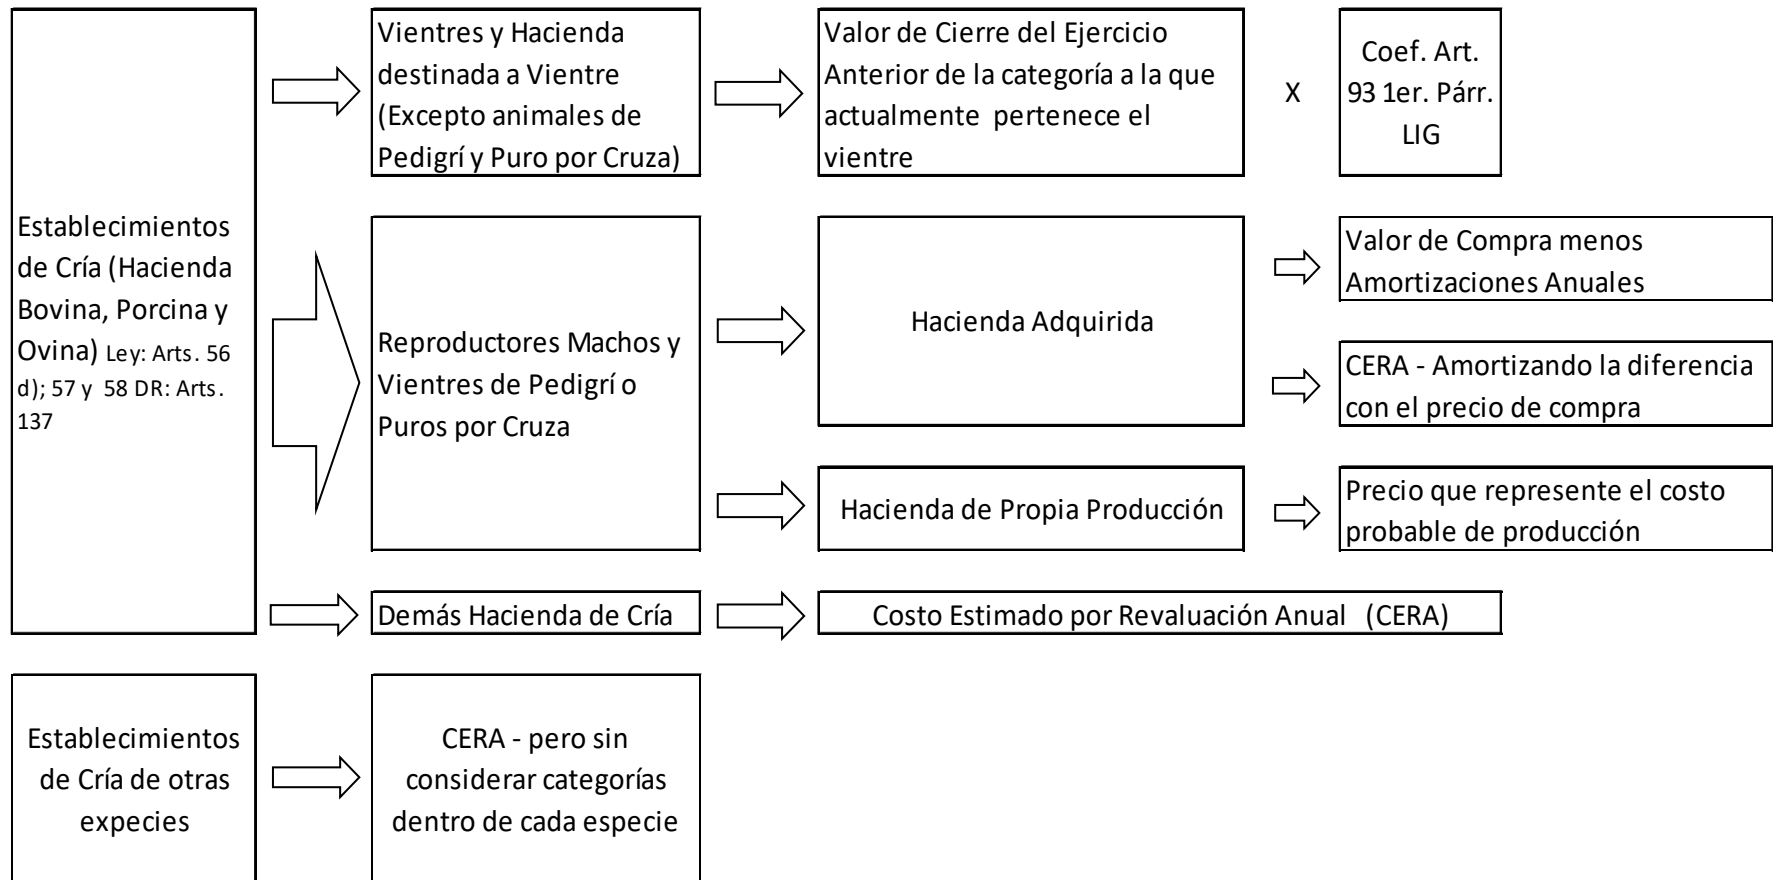 Vientres y Hacienda
destinada a Vientre
(Excepto animales de
Pedigrí y Puro por Cruza)
Valor de Cierre del Ejercicio
Anterior de la categoría a la que
actualmente pertenece el
vientre
X
Coef. Art.
93 1er. Párr.
LIG
Establecimientos
de Cría (Hacienda
Bovina, Porcina y
Ovina) Ley: Arts. 56
d); 57 y 58 DR: Arts.
137
Reproductores Machos y
Vientres de Pedigrí o
Puros por Cruza
Hacienda Adquirida
Valor de Compra menos
Amortizaciones Anuales
CERA - Amortizando la diferencia
con el precio de compra
Hacienda de Propia Producción
Precio que represente el costo
probable de producción
Demás Hacienda de Cría
Costo Estimado por Revaluación Anual (CERA)
Establecimientos
de Cría de otras
expecies
CERA - pero sin
considerar categorías
dentro de cada especie